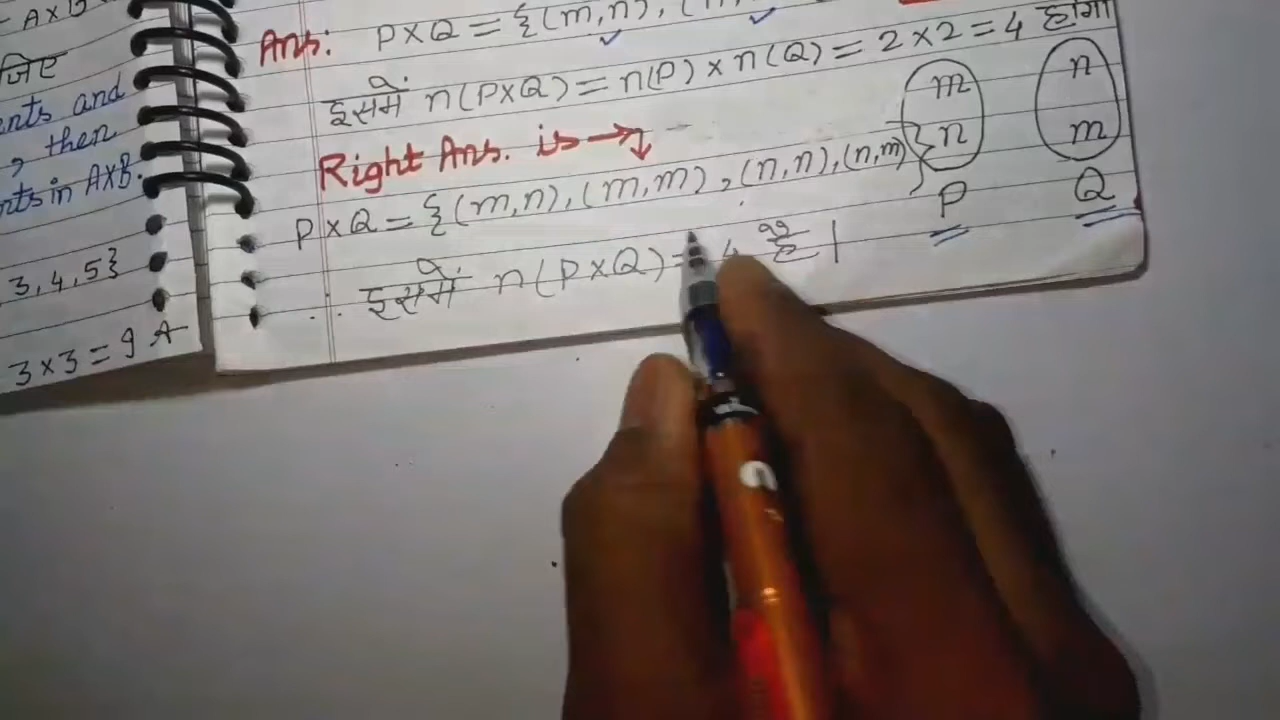 A×B
जिए
ents and
, then
nts in A×B.
3, 4, 5}
3×3 = 9 A
Ans: P×Q = {(m,n), (
इसमें n(P×Q) = n(P) × n(Q) = 2×2 = 4 होगा
Right Ans. is →
P×Q = {(m,n), (m,m), (n,n), (n,m)}
इसमें n(P×Q) = 4 है |
m
n
P
n
m
Q